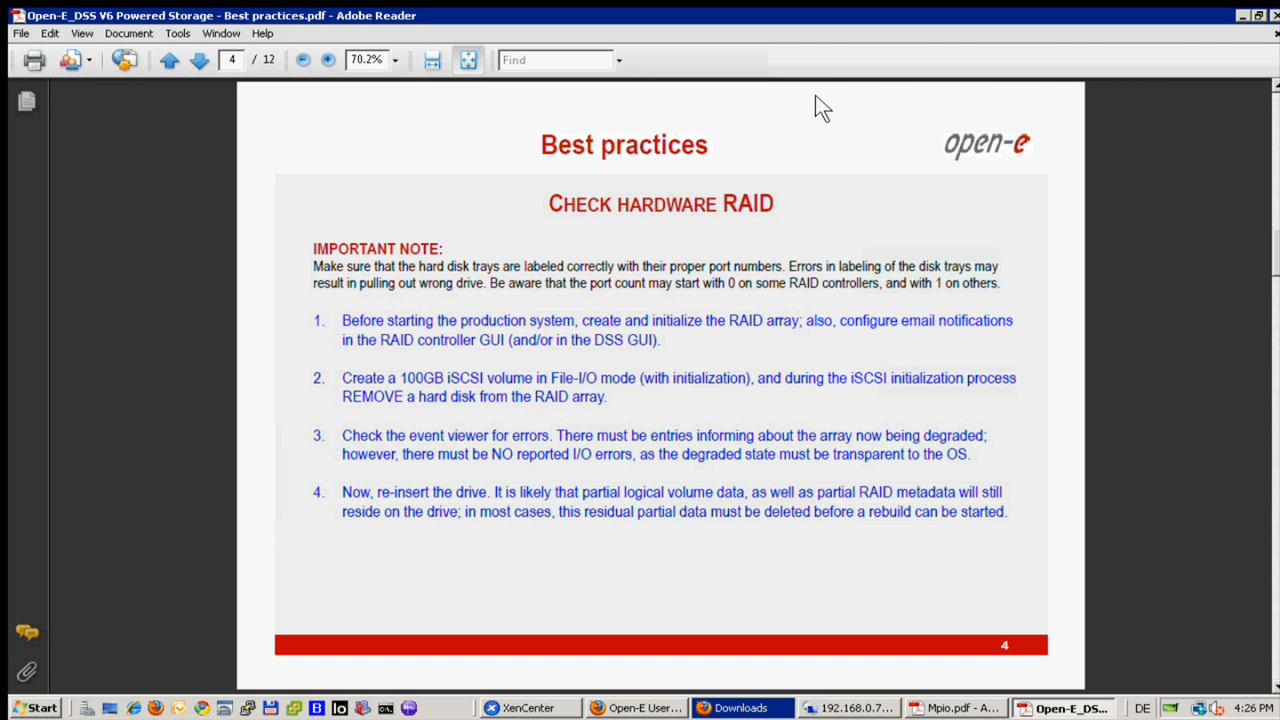 Open-E_DSS V6 Powered Storage - Best practices.pdf - Adobe Reader
File Edit View Document Tools Window Help
4 / 12 70.2% Find
Best practices
open-e
CHECK HARDWARE RAID
IMPORTANT NOTE:
Make sure that the hard disk trays are labeled correctly with their proper port numbers. Errors in labeling of the disk trays may
result in pulling out wrong drive. Be aware that the port count may start with 0 on some RAID controllers, and with 1 on others.
1. Before starting the production system, create and initialize the RAID array; also, configure email notifications
in the RAID controller GUI (and/or in the DSS GUI).
2. Create a 100GB iSCSI volume in File-I/O mode (with initialization), and during the iSCSI initialization process
REMOVE a hard disk from the RAID array.
3. Check the event viewer for errors. There must be entries informing about the array now being degraded;
however, there must be NO reported I/O errors, as the degraded state must be transparent to the OS.
4. Now, re-insert the drive. It is likely that partial logical volume data, as well as partial RAID metadata will still
reside on the drive; in most cases, this residual partial data must be deleted before a rebuild can be started.
4
Start XenCenter Open-E User... Downloads 192.168.0.7... Mpio.pdf - A... Open-E_DS... DE 4:26 PM